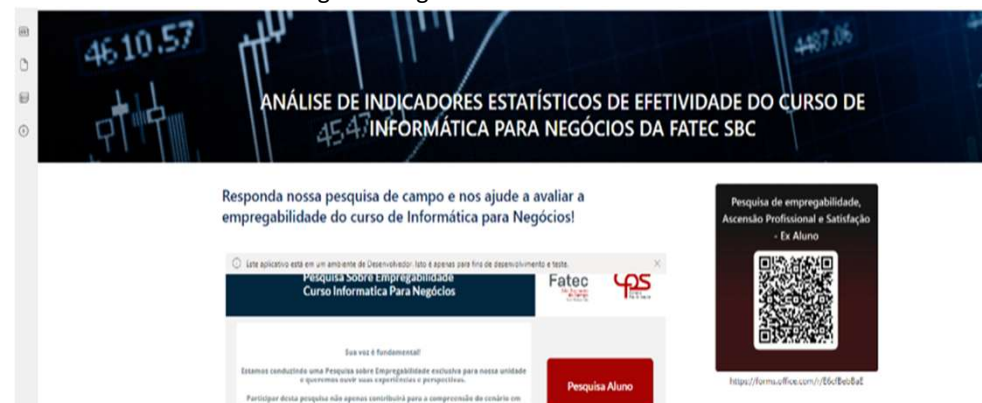 4610.57
4487.06
ANÁLISE DE INDICADORES ESTATÍSTICOS DE EFETIVIDADE DO CURSO DE
INFORMÁTICA PARA NEGÓCIOS DA FATEC SBC
Responda nossa pesquisa de campo e nos ajude a avaliar a
empregabilidade do curso de Informática para Negócios!
Pesquisa de empregabilidade,
Ascensão Profissional e Satisfação
- Ex Aluno
Este aplicativo está em um ambiente de Desenvolvedor. Isto é apenas para fins de desenvolvimento e teste.
Pesquisa Sobre Empregabilidade
Curso Informatica Para Negócios
Fatec
cps
Sua voz é fundamental!
Estamos conduzindo uma Pesquisa sobre Empregabilidade exclusiva para nossa unidade
e queremos ouvir suas experiências e perspectivas.
Participar desta pesquisa não apenas contribuirá para a compreensão do cenário em
Pesquisa Aluno